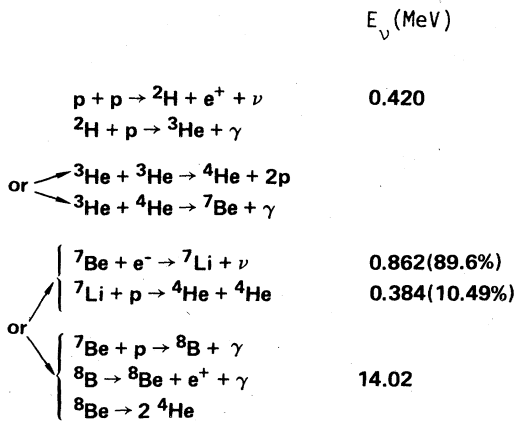 E_ν (MeV)
p + p → ²H + e⁺ + ν 0.420
²H + p → ³He + γ
or
³He + ³He → ⁴He + 2p
³He + ⁴He → ⁷Be + γ
⁷Be + e⁻ → ⁷Li + ν 0.862(89.6%)
⁷Li + p → ⁴He + ⁴He 0.384(10.49%)
or
⁷Be + p → ⁸B + γ
⁸B → ⁸Be + e⁺ + γ 14.02
⁸Be → 2 ⁴He